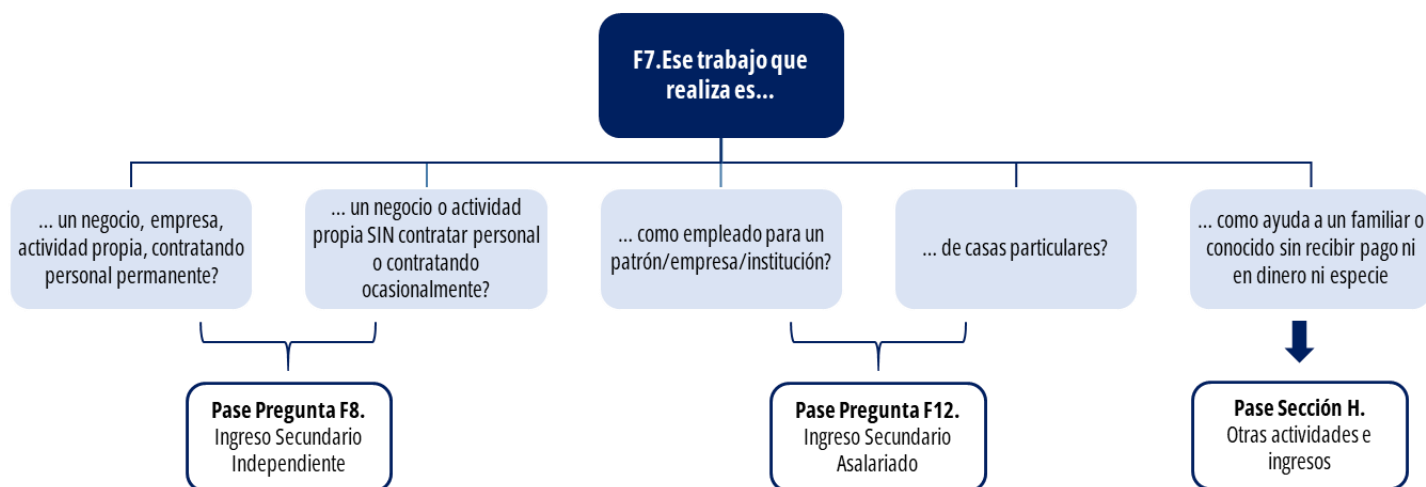 F7.Ese trabajo que
realiza es...
... un negocio, empresa,
actividad propia, contratando
personal permanente?
... un negocio o actividad
propia SIN contratar personal
o contratando
ocasionalmente?
... como empleado para un
patrón/empresa/institución?
... de casas particulares?
... como ayuda a un familiar o
conocido sin recibir pago ni
en dinero ni especie
Pase Pregunta F8.
Ingreso Secundario
Independiente
Pase Pregunta F12.
Ingreso Secundario
Asalariado
Pase Sección H.
Otras actividades e
ingresos